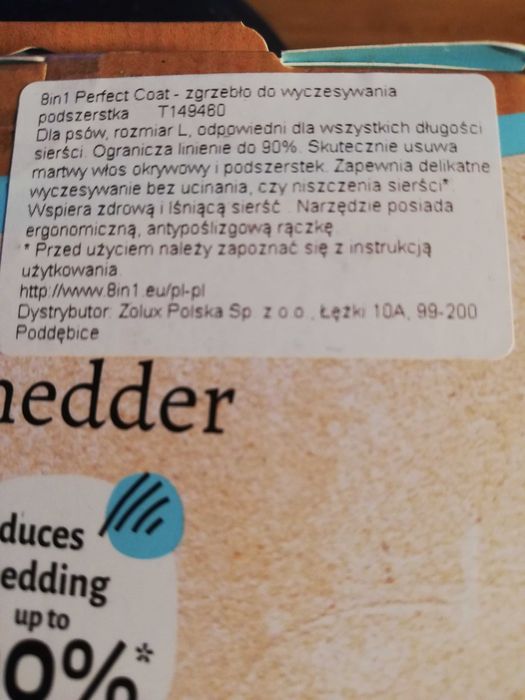 8in1 Perfect Coat - zgrzebło do wyczesywania
podszerstka T149460
Dla psów, rozmiar L, odpowiedni dla wszystkich długości
sierści. Ogranicza linienie do 90%. Skutecznie usuwa
martwy włos okrywowy i podszerstek. Zapewnia delikatne
wyczesywanie bez ucinania, czy niszczenia sierści*.
Wspiera zdrową i lśniącą sierść. Narzędzie posiada
ergonomiczną, antypoślizgową rączkę.
* Przed użyciem należy zapoznać się z instrukcją
użytkowania.
http://www.8in1.eu/pl-pl
Dystrybutor: Zolux Polska Sp. z o.o., Łężki 10A, 99-200
Poddębice
hedder
duces
edding
up to
0%*